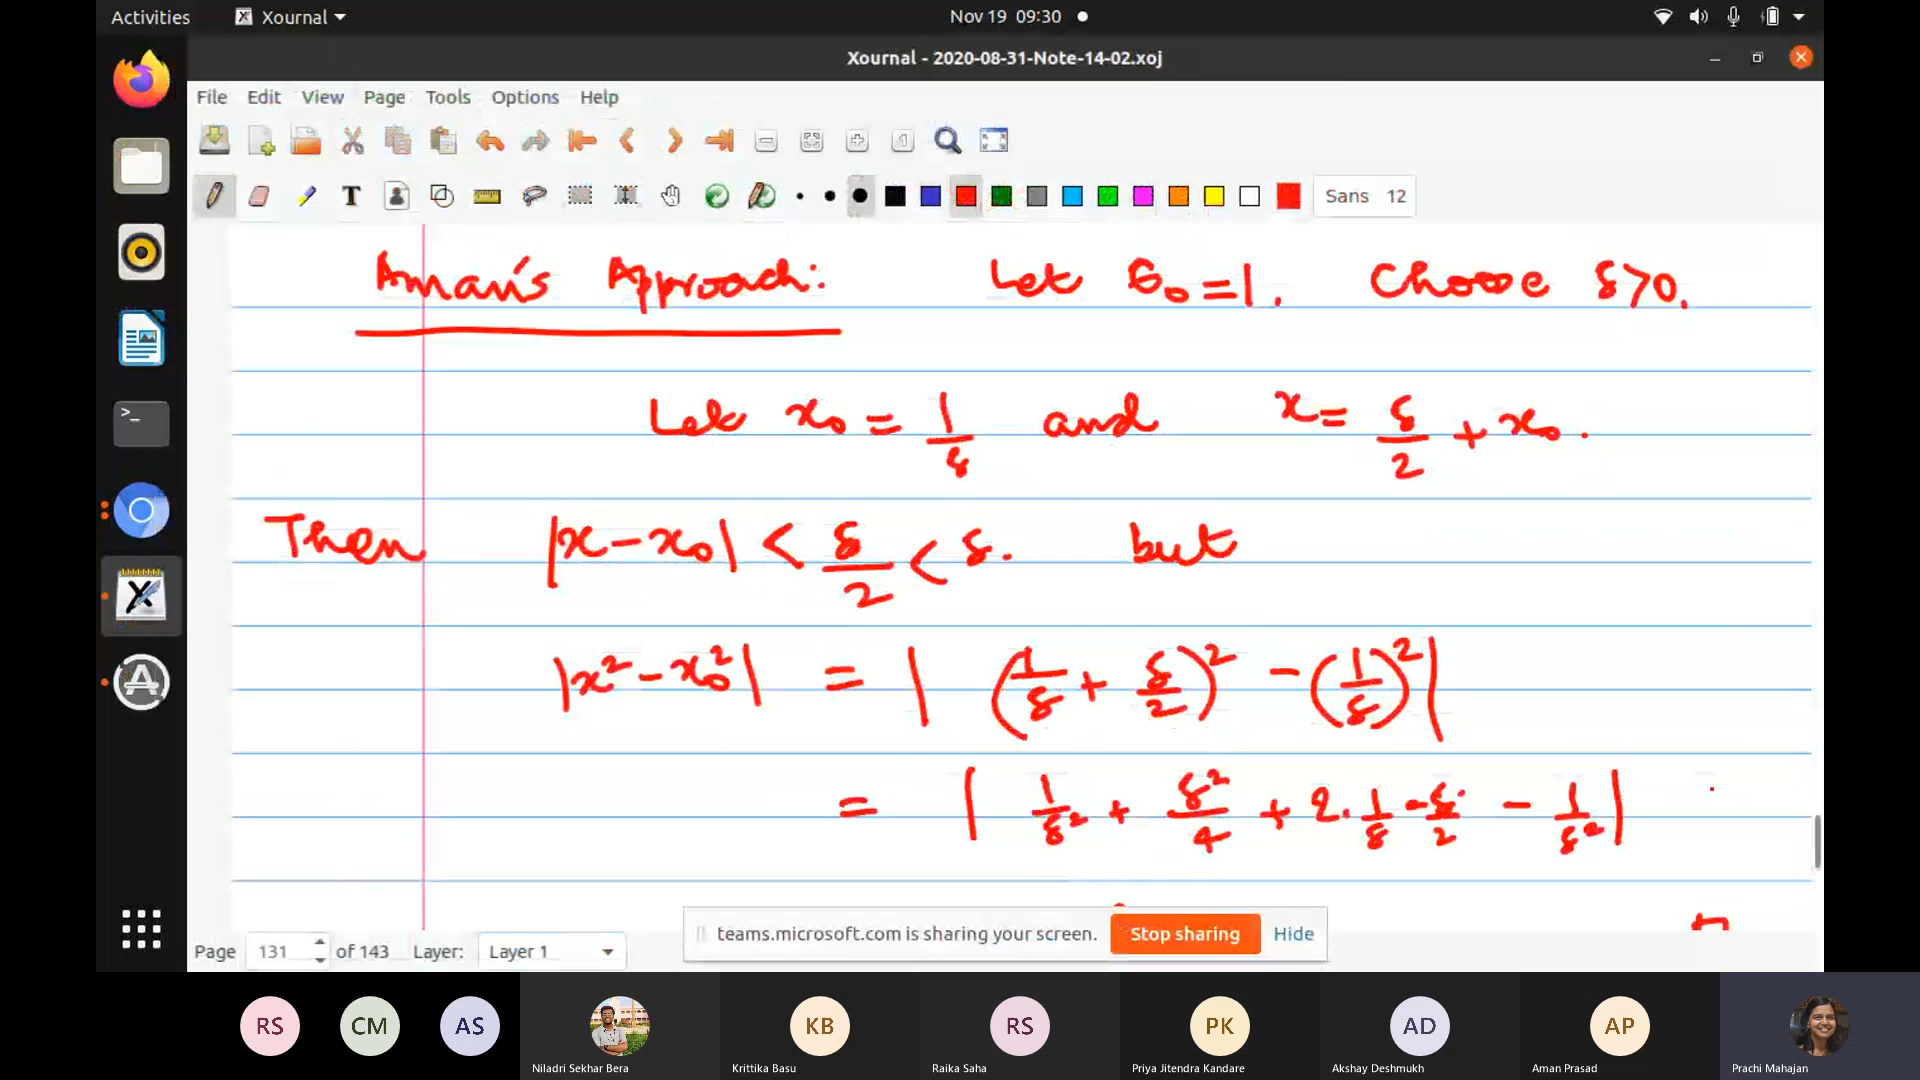 Activities Xournal Nov 19 09:30
Xournal - 2020-08-31-Note-14-02.xoj
File Edit View Page Tools Options Help
Sans 12
Aman's Approach: Let ε₀ = 1. Choose δ > 0.
Let x₀ = 1/δ and x = δ/2 + x₀.
Then |x - x₀| < δ/2 < δ. but
|x² - x₀²| = | (1/δ + δ/2)² - (1/δ)² |
= | 1/δ² + δ²/4 + 2 · 1/δ · δ/2 - 1/δ² |
teams.microsoft.com is sharing your screen. Stop sharing Hide
Page 131 of 143 Layer: Layer 1
RS CM AS KB RS PK AD AP
Niladri Sekhar Bera Krittika Basu Raika Saha Priya Jitendra Kandare Akshay Deshmukh Aman Prasad Prachi Mahajan